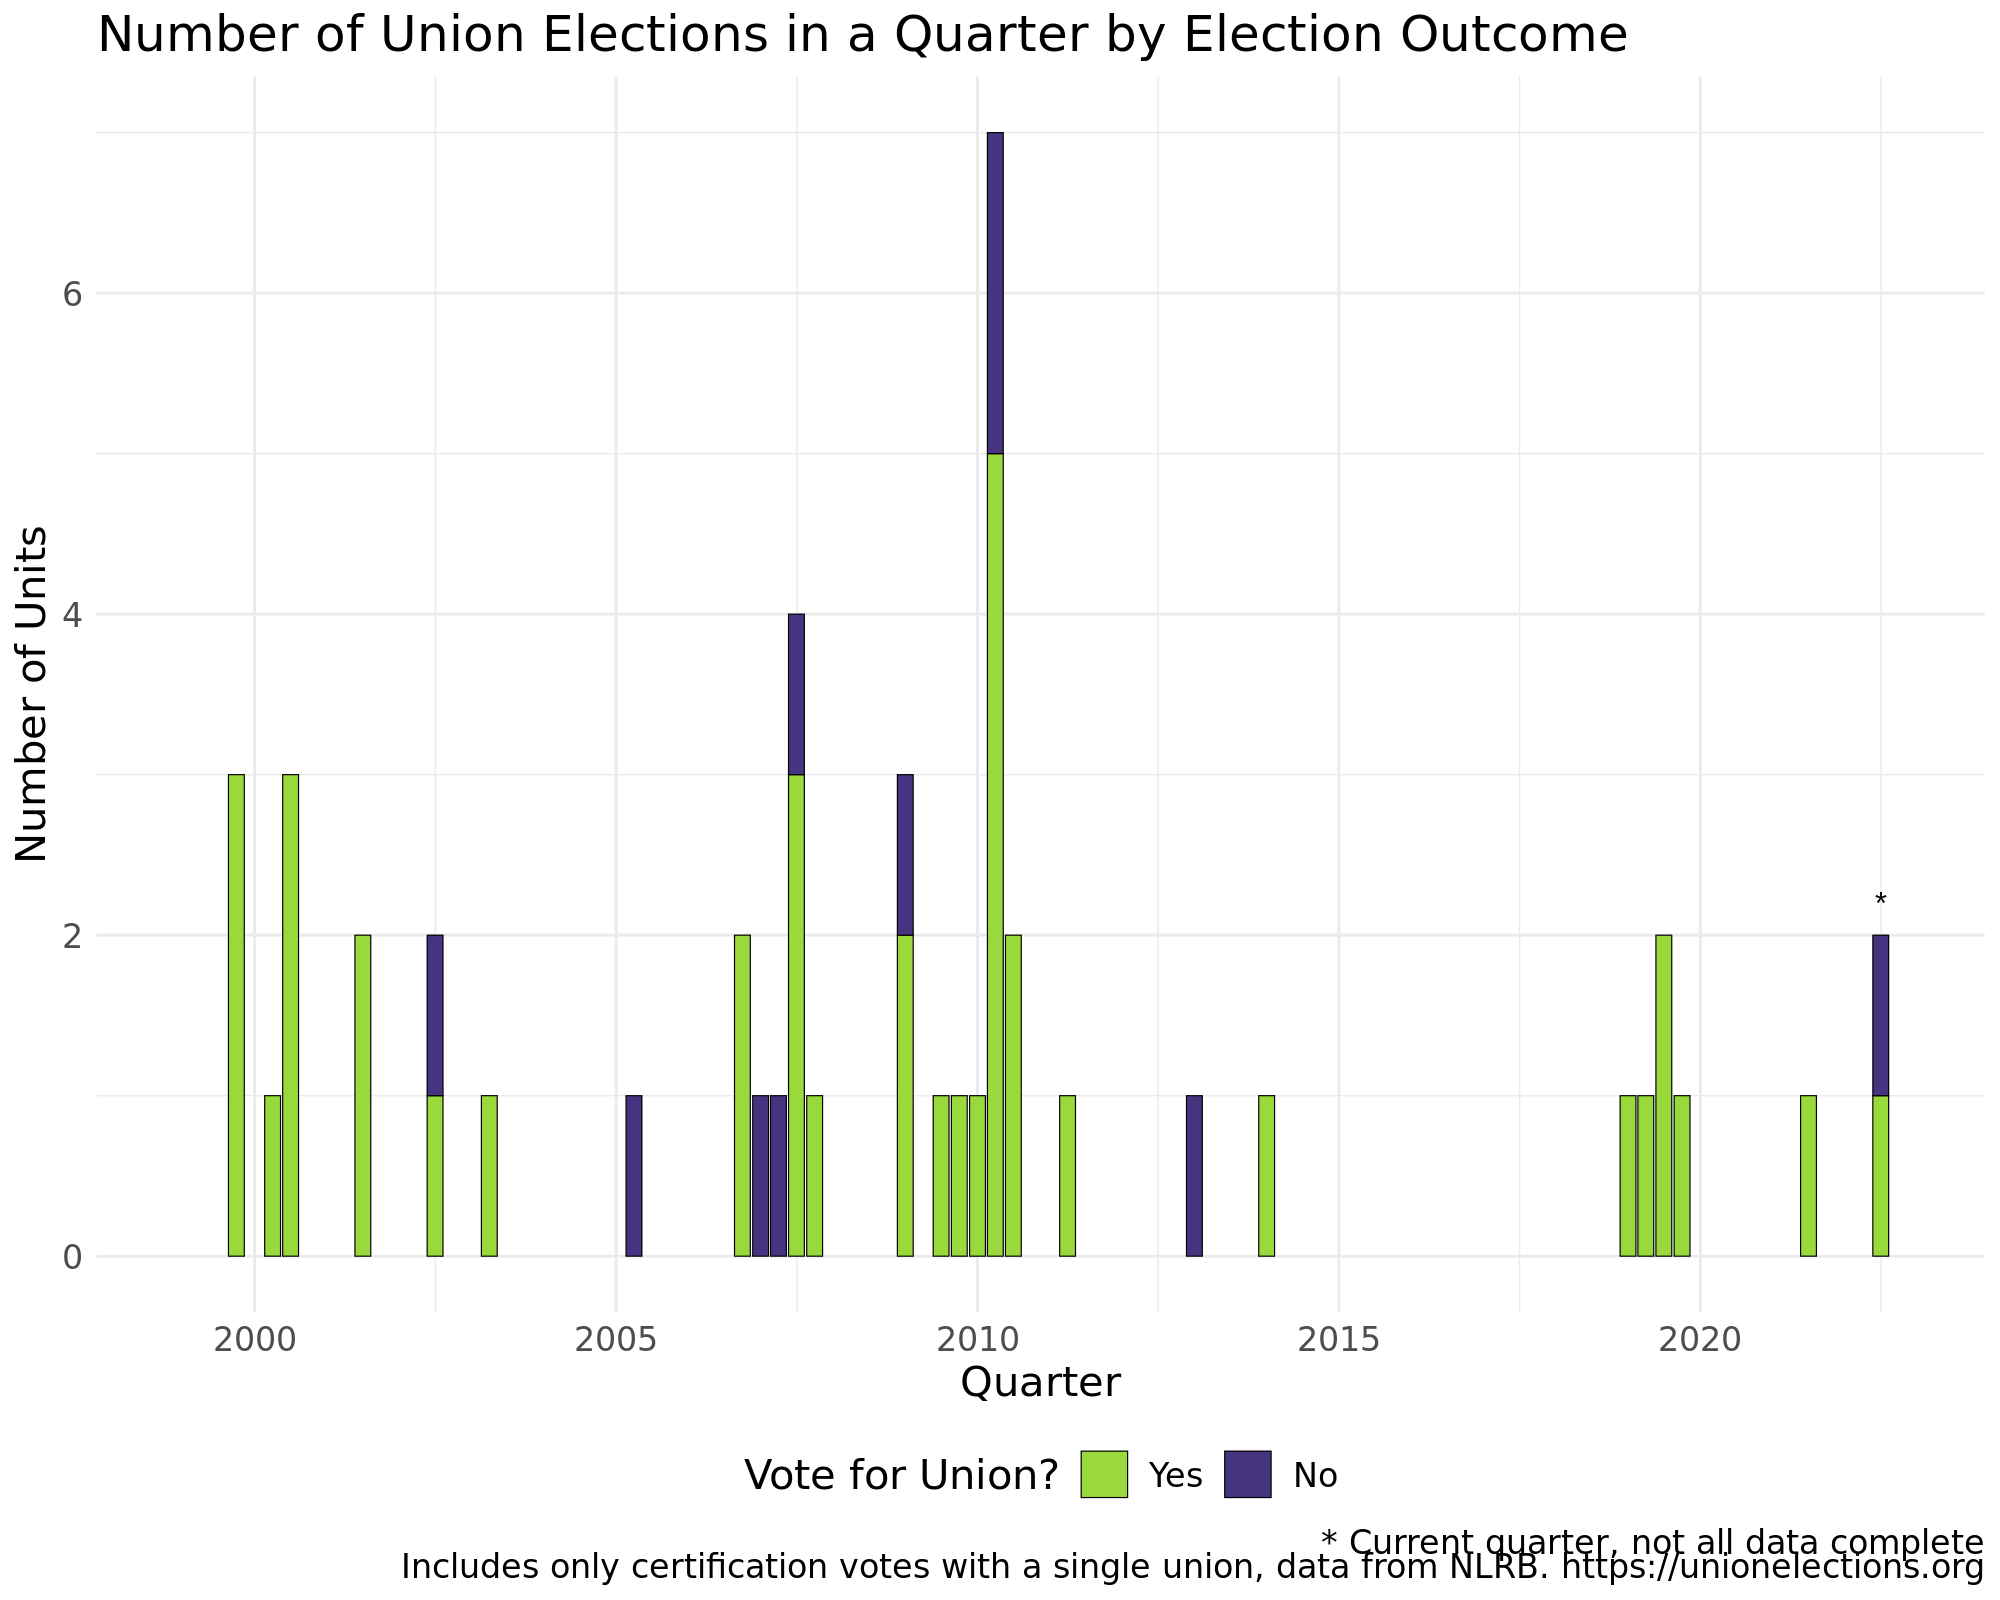 Number of Union Elections in a Quarter by Election Outcome
Number of Units
6
4
2
0
*
2000 2005 2010 2015 2020
Quarter
Vote for Union? Yes No
* Current quarter, not all data complete
Includes only certification votes with a single union, data from NLRB. https://unionelections.org